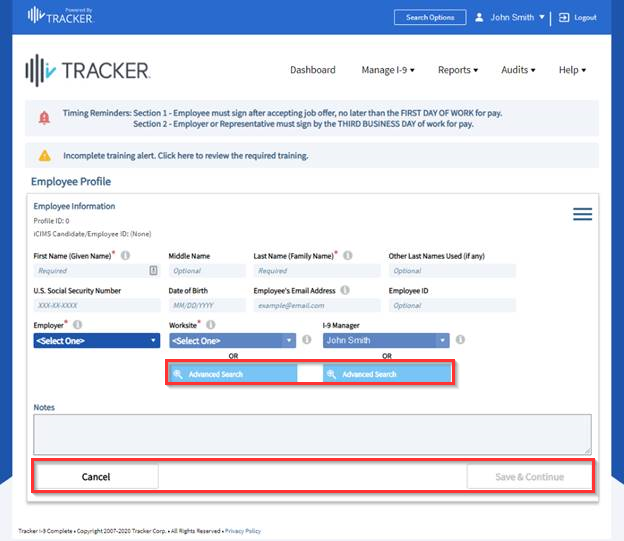 Powered By
TRACKER.
Search Options
John Smith
Logout
TRACKER.
Dashboard
Manage I-9
Reports
Audits
Help
Timing Reminders: Section 1 - Employee must sign after accepting job offer, no later than the FIRST DAY OF WORK for pay.
Section 2 - Employer or Representative must sign by the THIRD BUSINESS DAY of work for pay.
Incomplete training alert. Click here to review the required training.
Employee Profile
Employee Information
Profile ID: 0
iCIMS Candidate/Employee ID: (None)
First Name (Given Name)* Middle Name Last Name (Family Name)* Other Last Names Used (if any)
Required Optional Required Optional
U.S. Social Security Number Date of Birth Employee's Email Address Employee ID
XXX-XX-XXXX MM/DD/YYYY example@email.com Optional
Employer* Worksite* I-9 Manager
<Select One> <Select One> John Smith
OR OR
Advanced Search Advanced Search
Notes
Cancel Save & Continue
Tracker I-9 Complete • Copyright 2007-2020 Tracker Corp. • All Rights Reserved • Privacy Policy